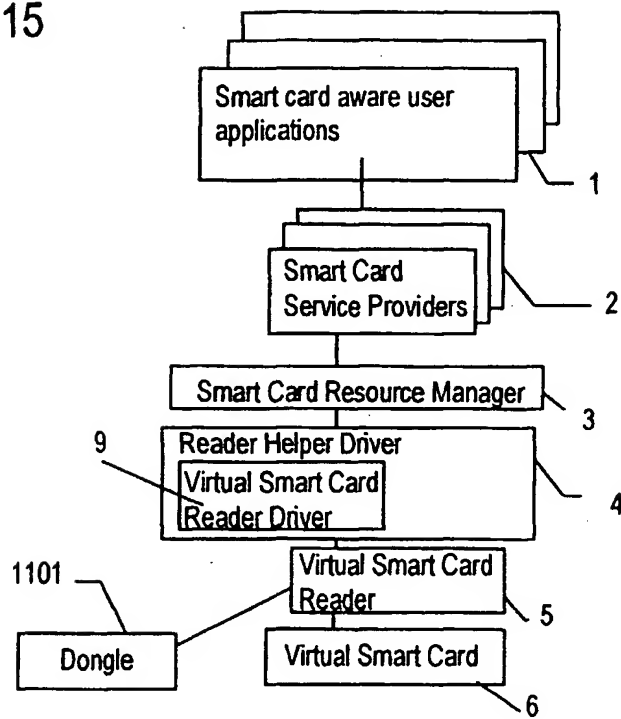 15
Smart card aware user
applications
1
Smart Card
Service Providers
2
Smart Card Resource Manager
3
Reader Helper Driver
9
Virtual Smart Card
Reader Driver
4
1101
Virtual Smart Card
Reader
5
Dongle
Virtual Smart Card
6